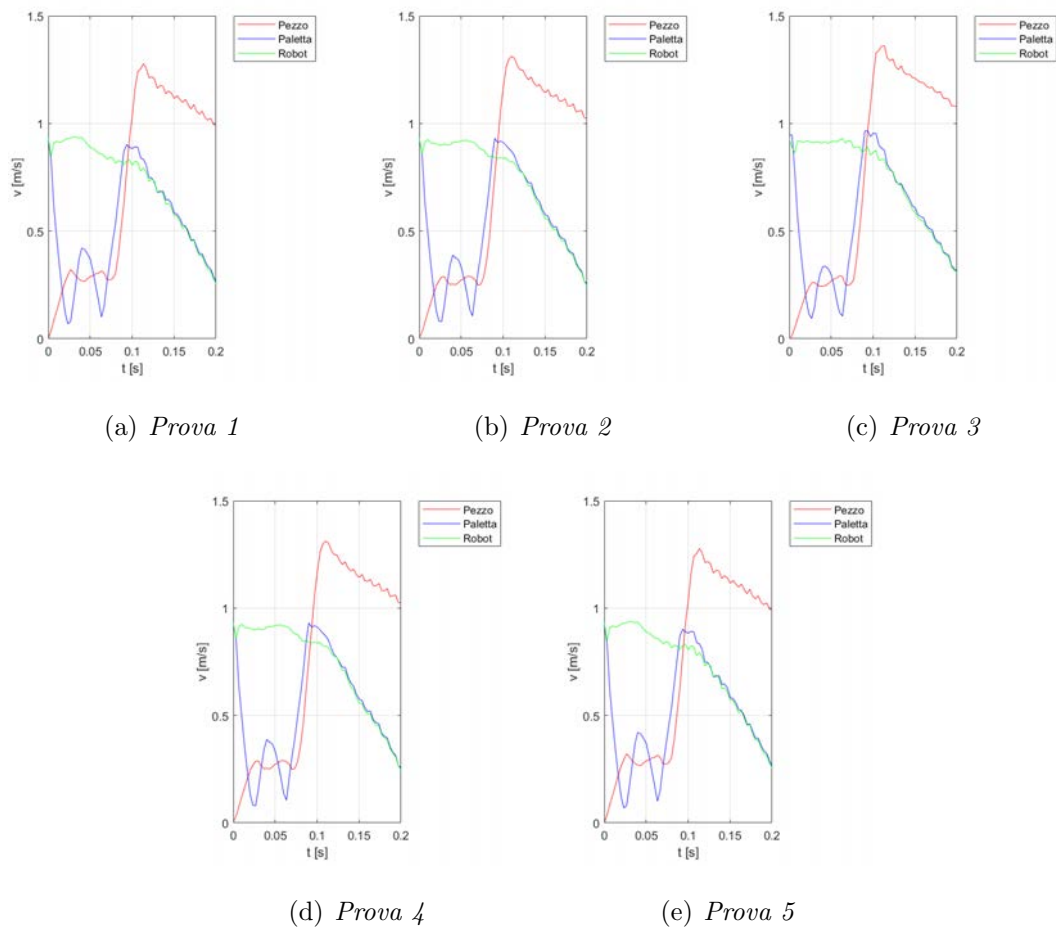 1.5
1
0.5
0
v [m/s]
0 0.05 0.1 0.15 0.2
t [s]
Pezzo
Paletta
Robot
(a) Prova 1
1.5
1
0.5
0
v [m/s]
0 0.05 0.1 0.15 0.2
t [s]
Pezzo
Paletta
Robot
(b) Prova 2
1.5
1
0.5
0
v [m/s]
0 0.05 0.1 0.15 0.2
t [s]
Pezzo
Paletta
Robot
(c) Prova 3
1.5
1
0.5
0
v [m/s]
0 0.05 0.1 0.15 0.2
t [s]
Pezzo
Paletta
Robot
(d) Prova 4
1.5
1
0.5
0
v [m/s]
0 0.05 0.1 0.15 0.2
t [s]
Pezzo
Paletta
Robot
(e) Prova 5